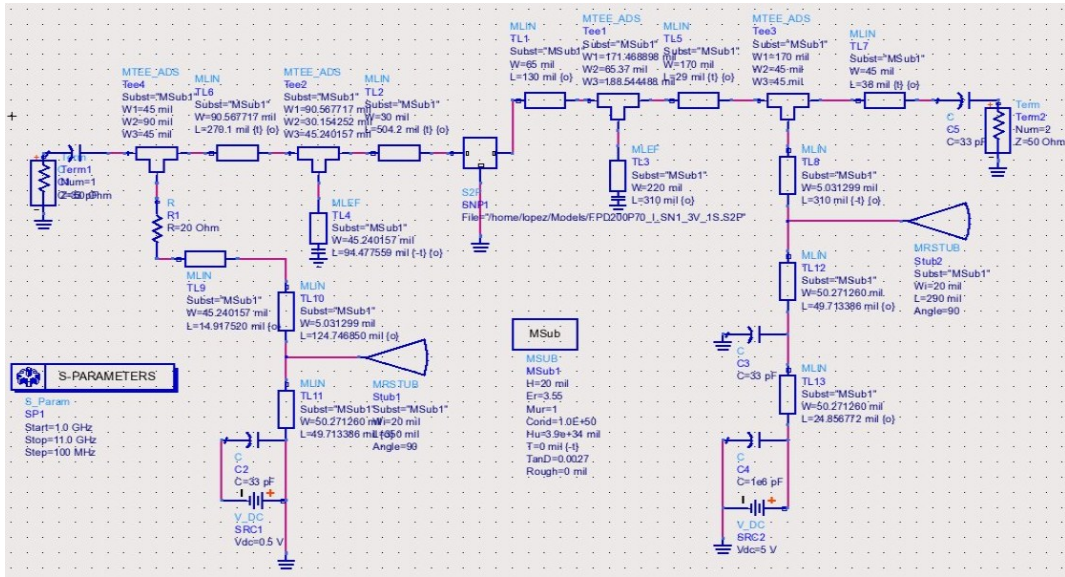 MTEE_ADS
Tee4
Subst="MSub1"
W1=45 mil
W2=90 mil
W3=45 mil
MLIN
TL6
Subst="MSub1"
W=90.567717 mil
L=270.1 mil {t} {o}
MTEE_ADS
Tee2
Subst="MSub1"
W1=90.567717 mil
W2=30.154252 mil
W3=45.240157 mil
MLIN
TL2
Subst="MSub1"
W=30 mil
L=504.2 mil {t} {o}
MLIN
TL1
Subst="MSub1"
W=65 mil
L=130 mil {o}
MTEE_ADS
Tee1
Subst="MSub1"
W1=171.468898 mil
W2=65.37 mil
W3=188.544488 mil
MLIN
TL5
Subst="MSub1"
W=170 mil
L=29 mil {t} {o}
MTEE_ADS
Tee3
Subst="MSub1"
W1=170 mil
W2=45 mil
W3=45 mil
MLIN
TL7
Subst="MSub1"
W=45 mil
L=36 mil {t} {o}
C
C5
C=33 pF
Term
Term2
Num=2
Z=50 Ohm
Term1
Num=1
R
R1
R=20 Ohm
MLEF
TL4
Subst="MSub1"
W=45.240157 mil
L=94.477559 mil {-t} {o}
S2P
SNP1
File="/home/lopez/Models/FPD200P70_I_SN1_3V_1S.S2P"
MLEF
TL3
Subst="MSub1"
W=220 mil
L=310 mil {o}
MLIN
TL8
Subst="MSub1"
W=5.031299 mil
L=310 mil {-t} {o}
MRSTUB
Stub2
Subst="MSub1"
Wi=20 mil
L=290 mil
Angle=90
MLIN
TL9
Subst="MSub1"
W=45.240157 mil
L=14.917520 mil {o}
MLIN
TL10
Subst="MSub1"
W=5.031299 mil
L=124.746850 mil {o}
MLIN
TL12
Subst="MSub1"
W=50.271260 mil
L=49.713386 mil {o}
S-PARAMETERS
S_Param
SP1
Start=1.0 GHz
Stop=11.0 GHz
Step=100 MHz
MLIN
TL11
Subst="MSub1"
W=50.271260 mil
L=49.713386 mil
MRSTUB
Stub1
Subst="MSub1"
Wi=20 mil
Angle=90
C
C2
C=33 pF
V_DC
SRC1
Vdc=0.5 V
MSub
MSUB
MSub1
H=20 mil
Er=3.55
Mur=1
Cond=1.0E+50
Hu=3.9e+34 mil
T=0 mil {-t}
TanD=0.0027
Rough=0 mil
C
C3
C=33 pF
MLIN
TL13
Subst="MSub1"
W=50.271260 mil
L=24.856772 mil {o}
C
C4
C=1e6 pF
V_DC
SRC2
Vdc=5 V